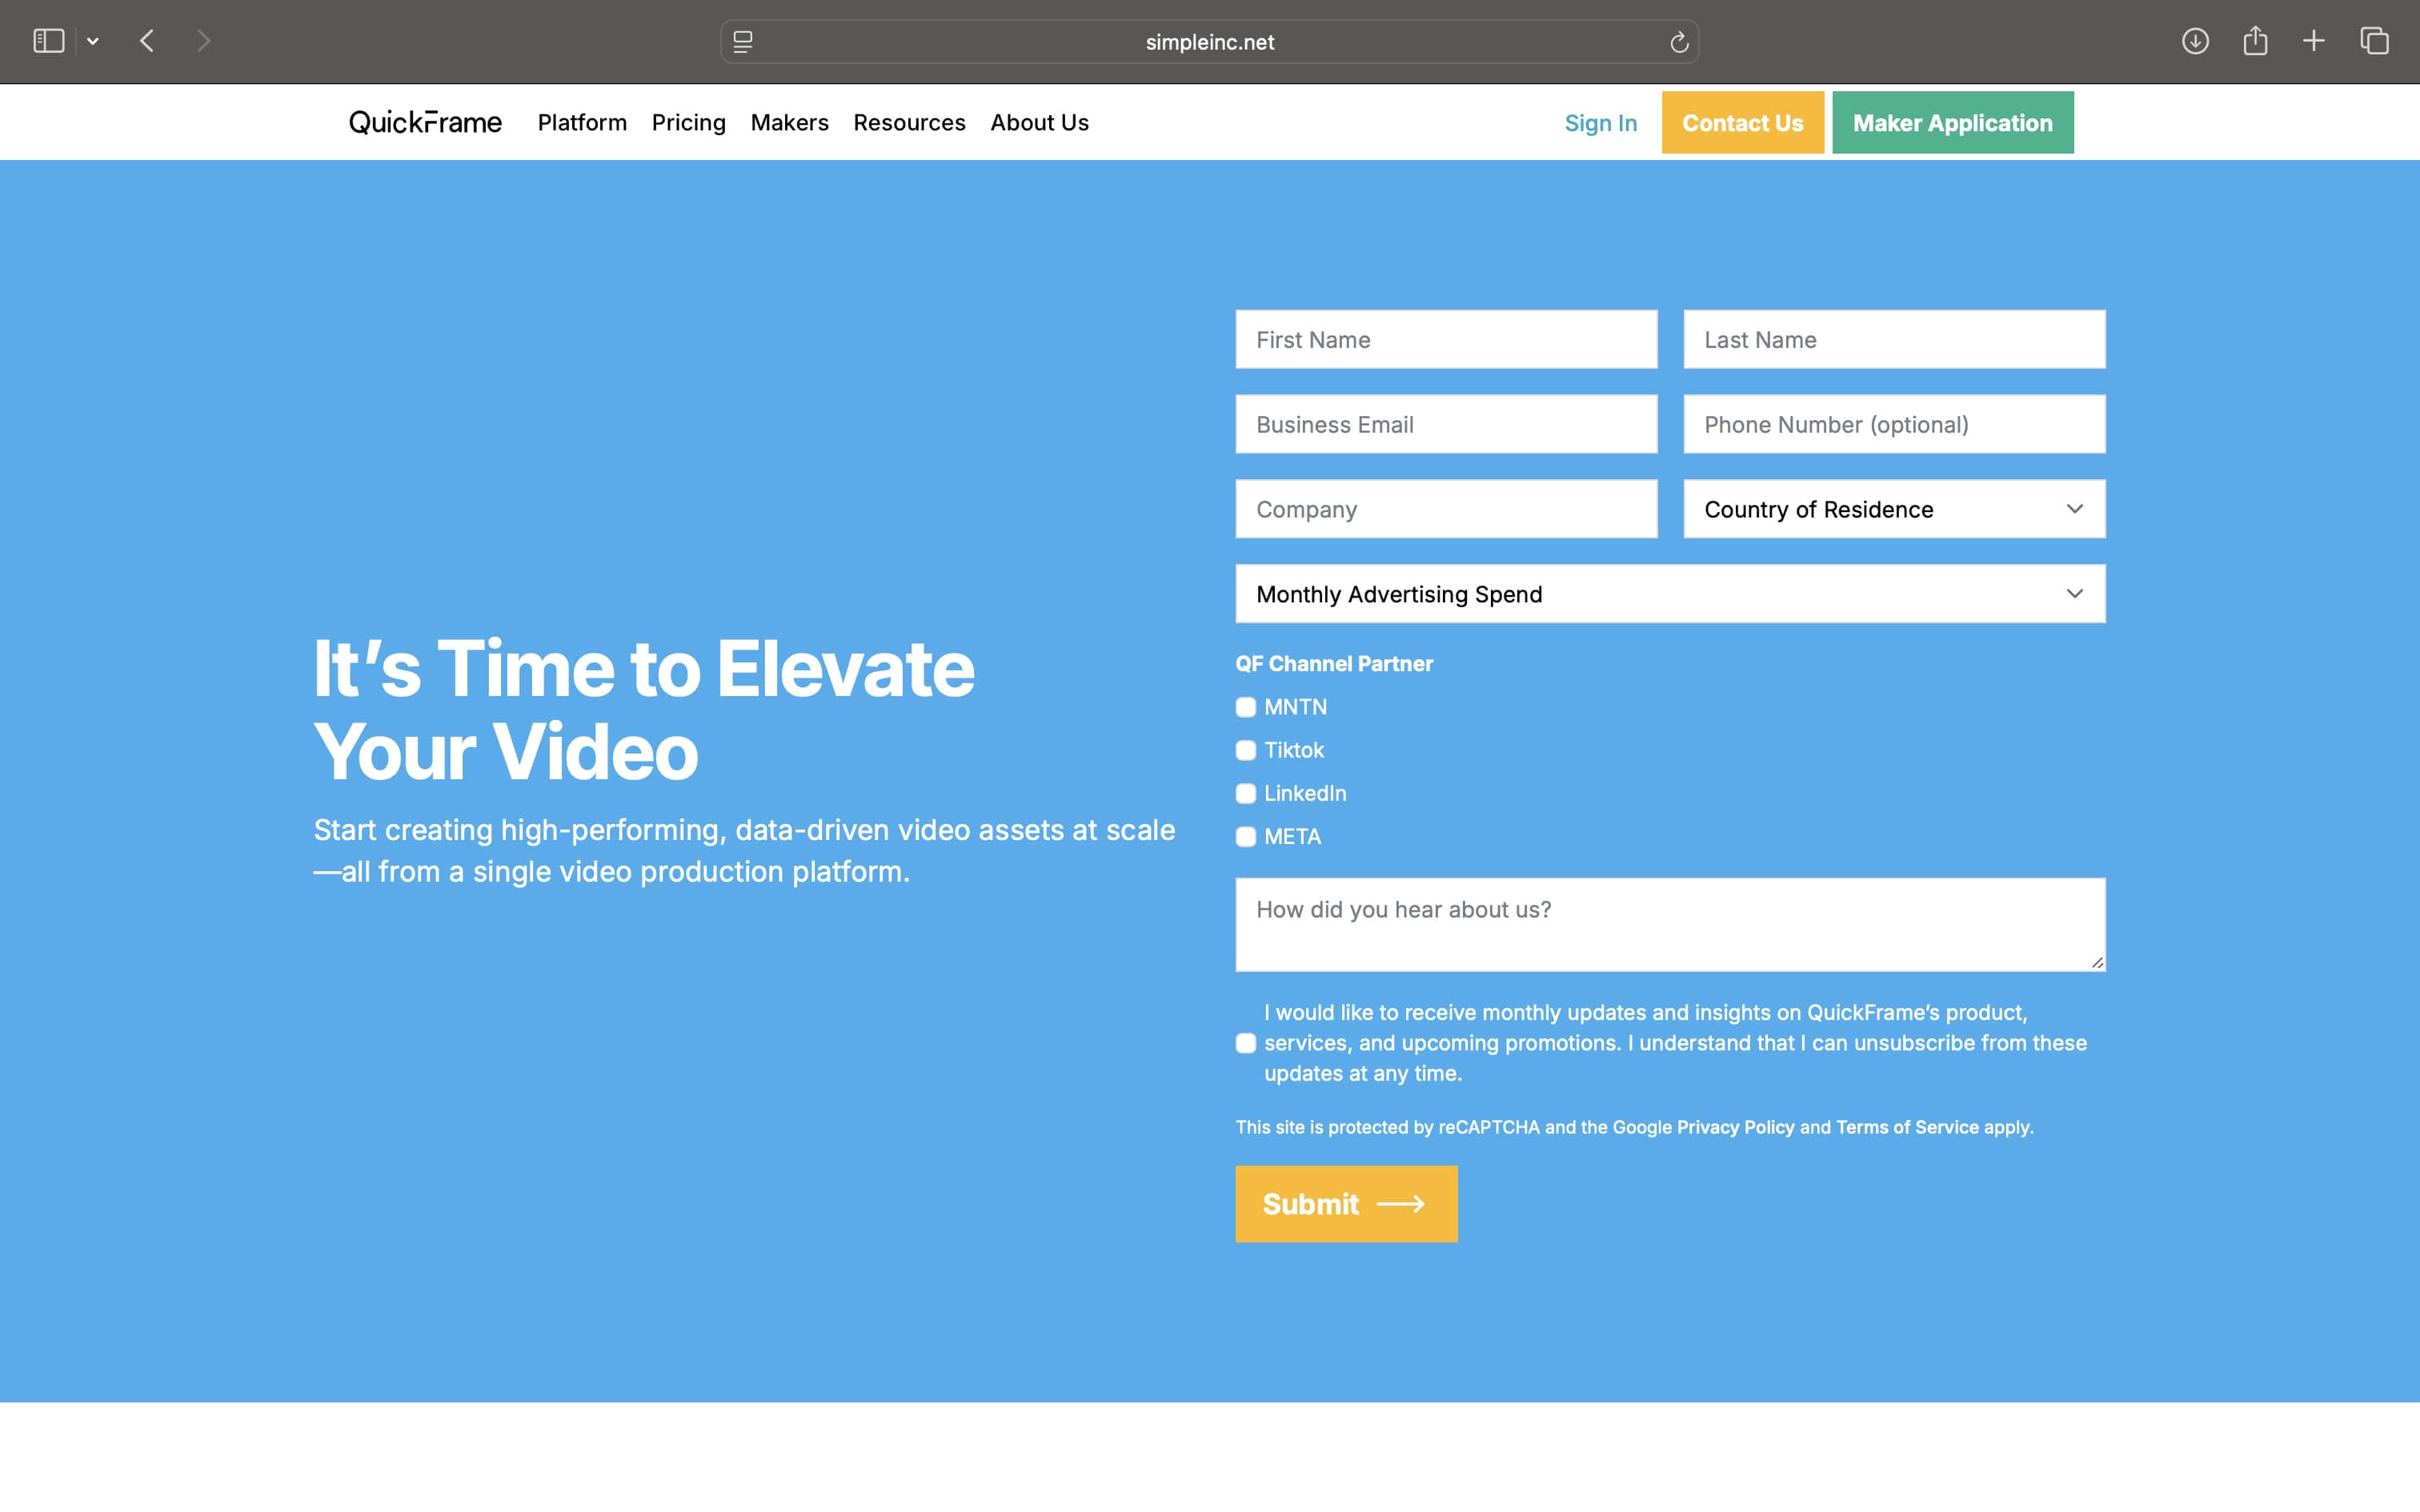 simpleinc.net
QuickFrame Platform Pricing Makers Resources About Us Sign In Contact Us Maker Application
It’s Time to Elevate
Your Video
Start creating high-performing, data-driven video assets at scale
—all from a single video production platform.
First Name Last Name
Business Email Phone Number (optional)
Company Country of Residence
Monthly Advertising Spend
QF Channel Partner
MNTN
Tiktok
LinkedIn
META
How did you hear about us?
I would like to receive monthly updates and insights on QuickFrame’s product,
services, and upcoming promotions. I understand that I can unsubscribe from these
updates at any time.
This site is protected by reCAPTCHA and the Google Privacy Policy and Terms of Service apply.
Submit